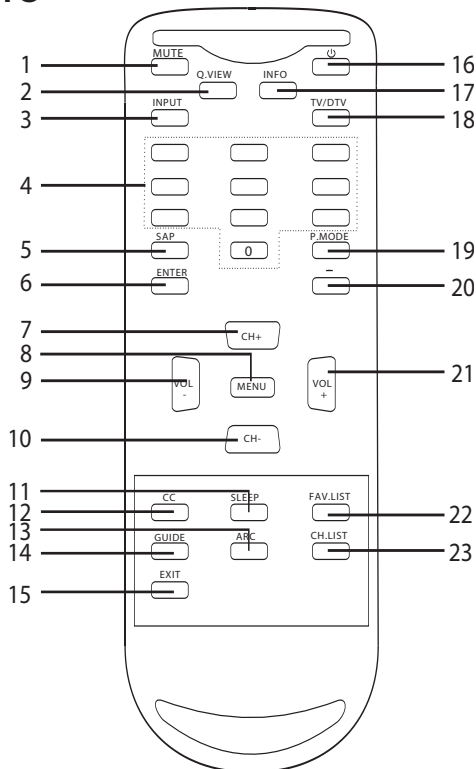 MUTE
1
16
Q.VIEW INFO
2
17
INPUT TV/DTV
3
18
4
SAP 0 P.MODE
5
19
ENTER –
6
20
7
CH+
8
9
VOL
-
MENU
VOL
+
21
10
CH-
11
CC SLEEP FAV.LIST
12
22
13
GUIDE ARC CH.LIST
14
23
EXIT
15